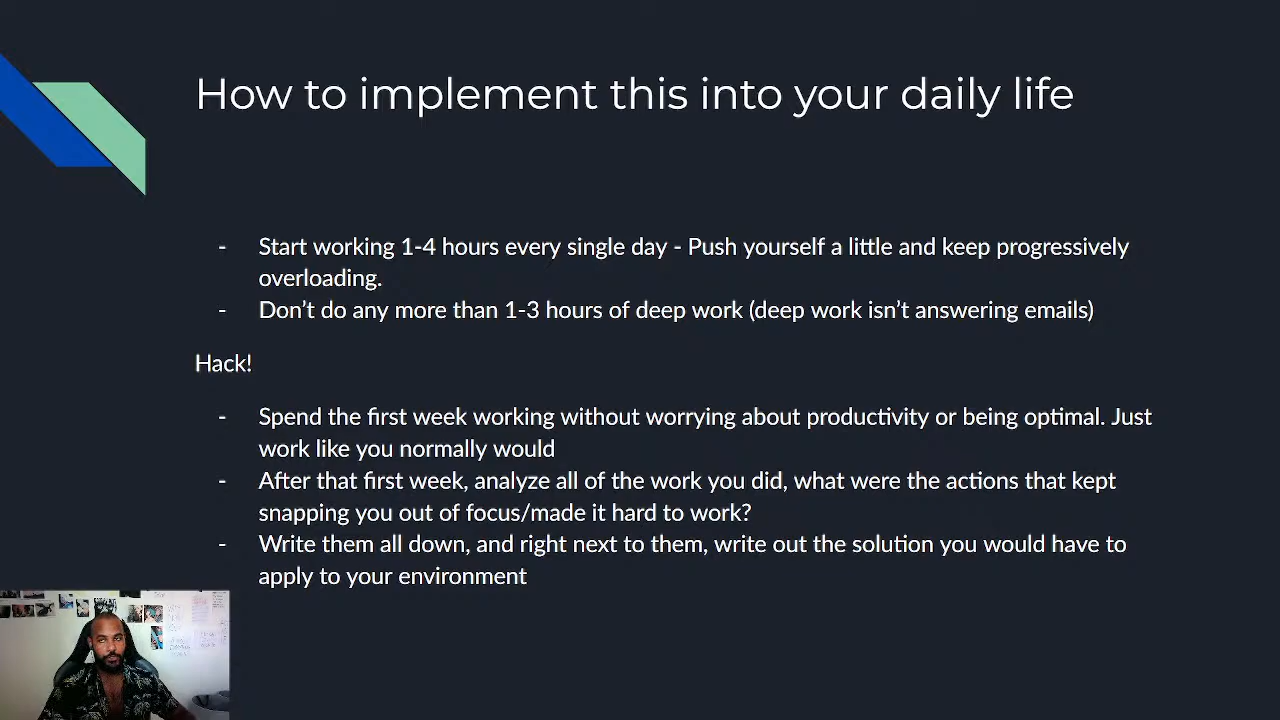 How to implement this into your daily life
- Start working 1-4 hours every single day - Push yourself a little and keep progressively
overloading.
- Don’t do any more than 1-3 hours of deep work (deep work isn’t answering emails)
Hack!
- Spend the first week working without worrying about productivity or being optimal. Just
work like you normally would
- After that first week, analyze all of the work you did, what were the actions that kept
snapping you out of focus/made it hard to work?
- Write them all down, and right next to them, write out the solution you would have to
apply to your environment